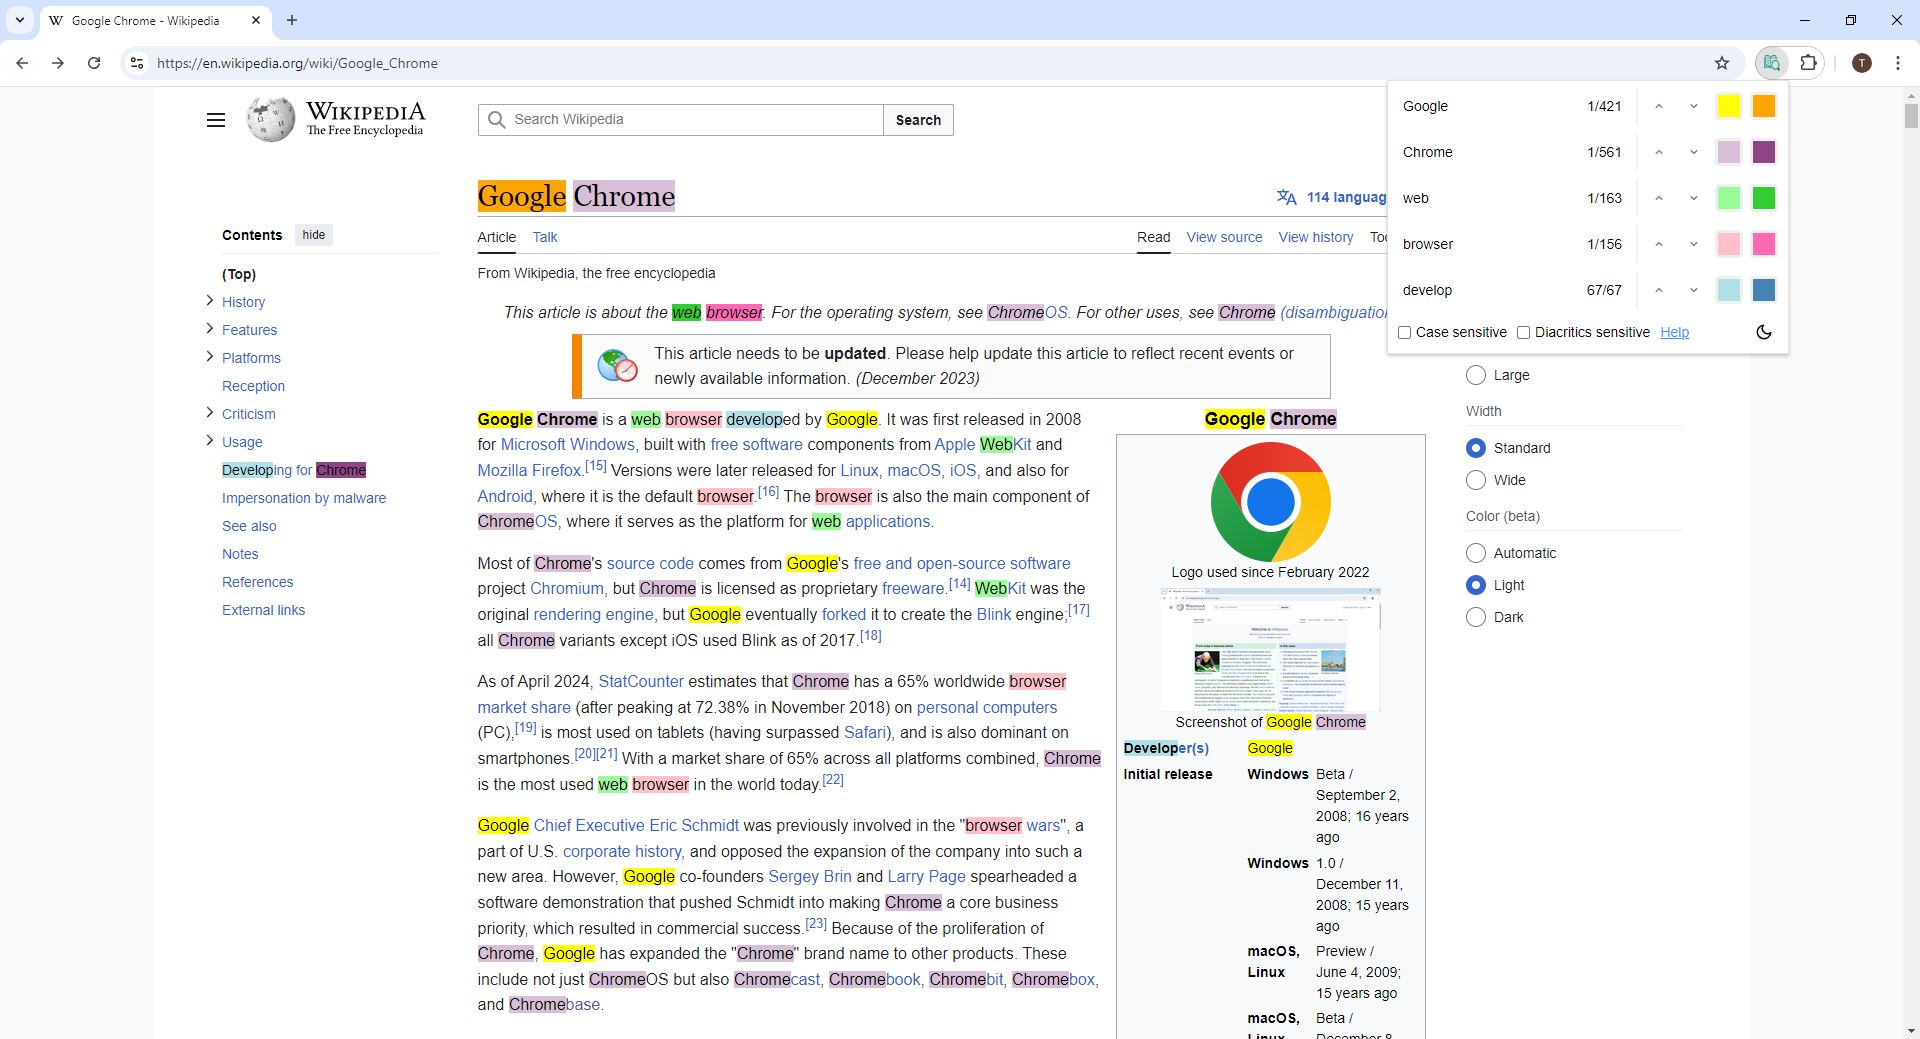 Google Chrome - Wikipedia
https://en.wikipedia.org/wiki/Google_Chrome
T
Google 1/421
Chrome 1/561
web 1/163
browser 1/156
develop 67/67
Case sensitive Diacritics sensitive Help
WIKIPEDIA
The Free Encyclopedia
Search Wikipedia Search
Google Chrome
114 languag
Contents hide
(Top)
History
Features
Platforms
Reception
Criticism
Usage
Developing for Chrome
Impersonation by malware
See also
Notes
References
External links
Article Talk Read View source View history Too
From Wikipedia, the free encyclopedia
This article is about the web browser. For the operating system, see ChromeOS. For other uses, see Chrome (disambiguation
This article needs to be updated. Please help update this article to reflect recent events or
newly available information. (December 2023)
Google Chrome is a web browser developed by Google. It was first released in 2008
for Microsoft Windows, built with free software components from Apple WebKit and
Mozilla Firefox.[15] Versions were later released for Linux, macOS, iOS, and also for
Android, where it is the default browser.[16] The browser is also the main component of
ChromeOS, where it serves as the platform for web applications.
Most of Chrome's source code comes from Google's free and open-source software
project Chromium, but Chrome is licensed as proprietary freeware.[14] WebKit was the
original rendering engine, but Google eventually forked it to create the Blink engine;[17]
all Chrome variants except iOS used Blink as of 2017.[18]
As of April 2024, StatCounter estimates that Chrome has a 65% worldwide browser
market share (after peaking at 72.38% in November 2018) on personal computers
(PC),[19] is most used on tablets (having surpassed Safari), and is also dominant on
smartphones.[20][21] With a market share of 65% across all platforms combined, Chrome
is the most used web browser in the world today.[22]
Google Chief Executive Eric Schmidt was previously involved in the "browser wars", a
part of U.S. corporate history, and opposed the expansion of the company into such a
new area. However, Google co-founders Sergey Brin and Larry Page spearheaded a
software demonstration that pushed Schmidt into making Chrome a core business
priority, which resulted in commercial success.[23] Because of the proliferation of
Chrome, Google has expanded the "Chrome" brand name to other products. These
include not just ChromeOS but also Chromecast, Chromebook, Chromebit, Chromebox,
and Chromebase.
Google Chrome
Logo used since February 2022
Screenshot of Google Chrome
Developer(s) Google
Initial release Windows Beta /
September 2,
2008; 16 years
ago
Windows 1.0 /
December 11,
2008; 15 years
ago
macOS, Preview /
Linux June 4, 2009;
15 years ago
macOS, Beta /
Linux December 8
Large
Width
Standard
Wide
Color (beta)
Automatic
Light
Dark